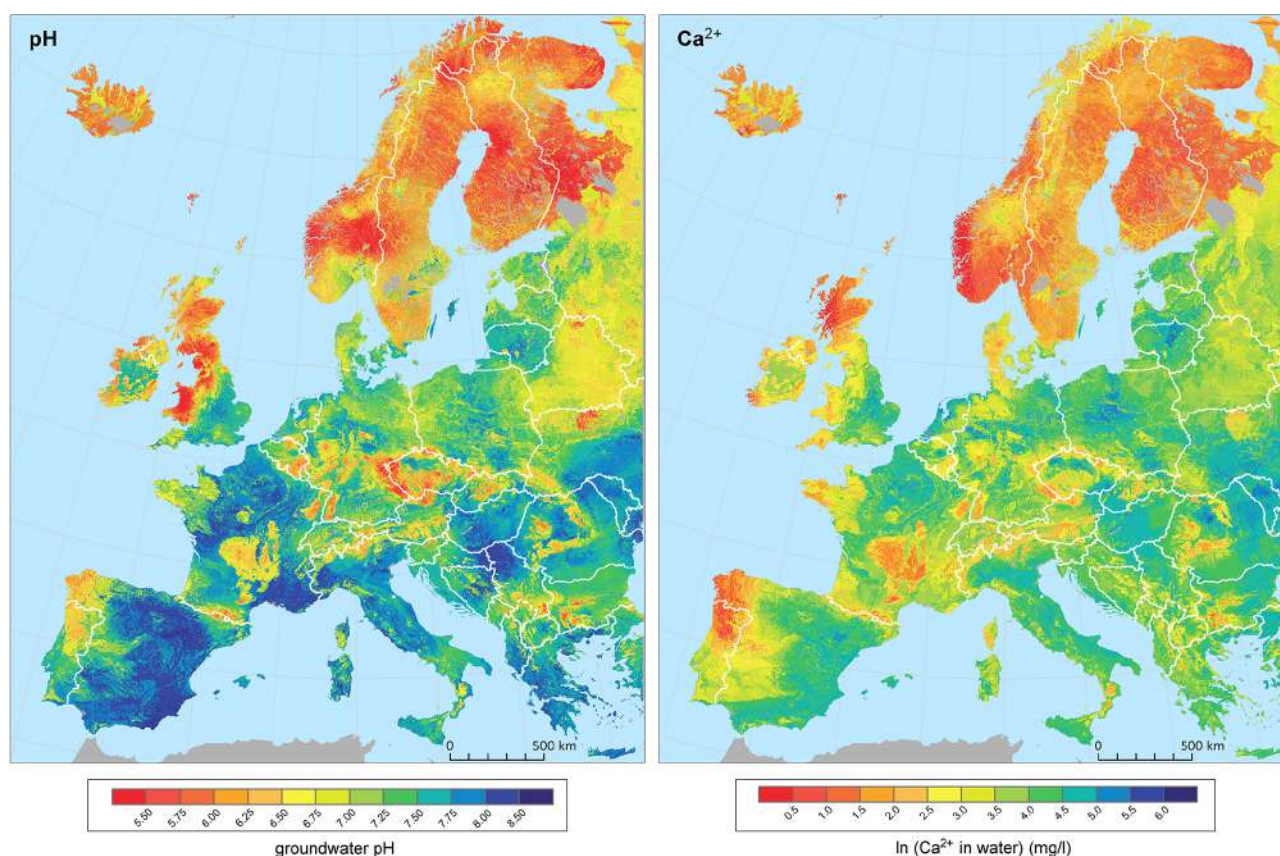 pH
0 500 km
5.50 5.75 6.00 6.25 6.50 6.75 7.00 7.25 7.50 7.75 8.00 8.50
groundwater pH
Ca²⁺
0 500 km
0.5 1.0 1.5 2.0 2.5 3.0 3.5 4.0 4.5 5.0 5.5 6.0
ln (Ca²⁺ in water) (mg/l)